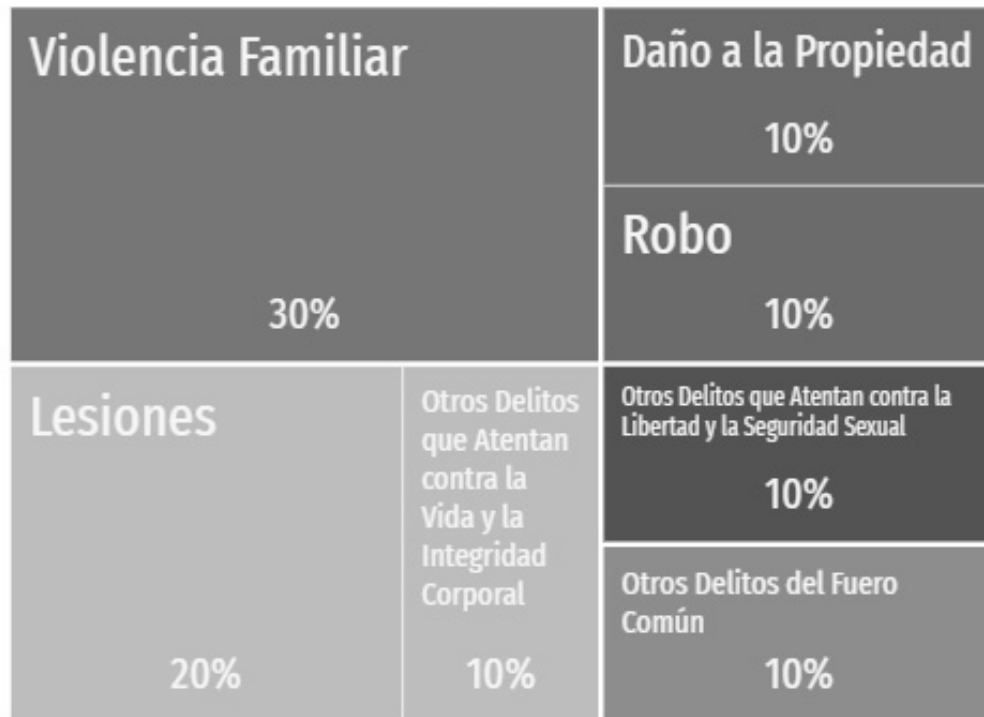 Violencia Familiar
30%
Daño a la Propiedad
10%
Robo
10%
Lesiones
20%
Otros Delitos
que Atentan
contra la
Vida y la
Integridad
Corporal
10%
Otros Delitos que Atentan contra la
Libertad y la Seguridad Sexual
10%
Otros Delitos del Fuero
Común
10%